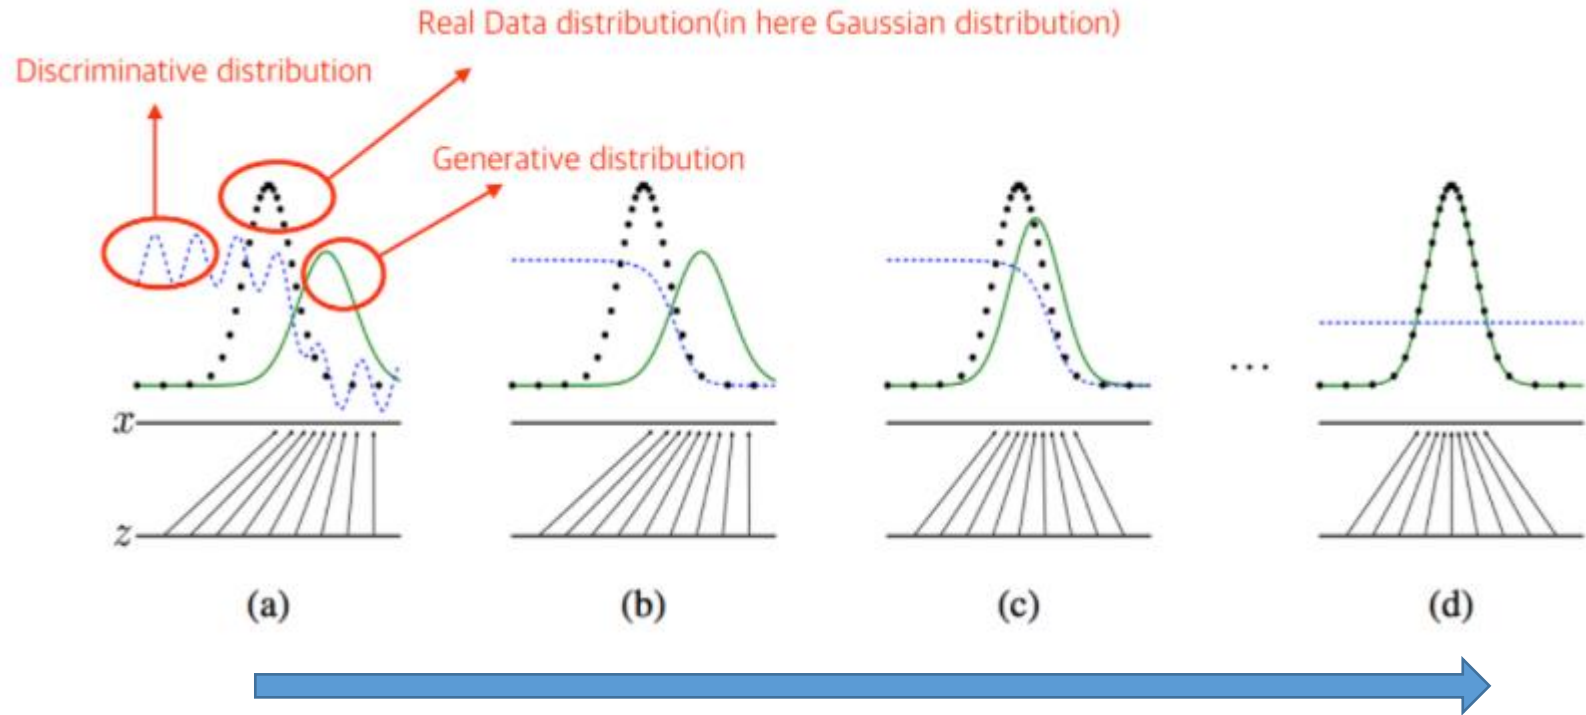 Real Data distribution(in here Gaussian distribution)
Discriminative distribution
Generative distribution
...
x
z
(a)
(b)
(c)
(d)